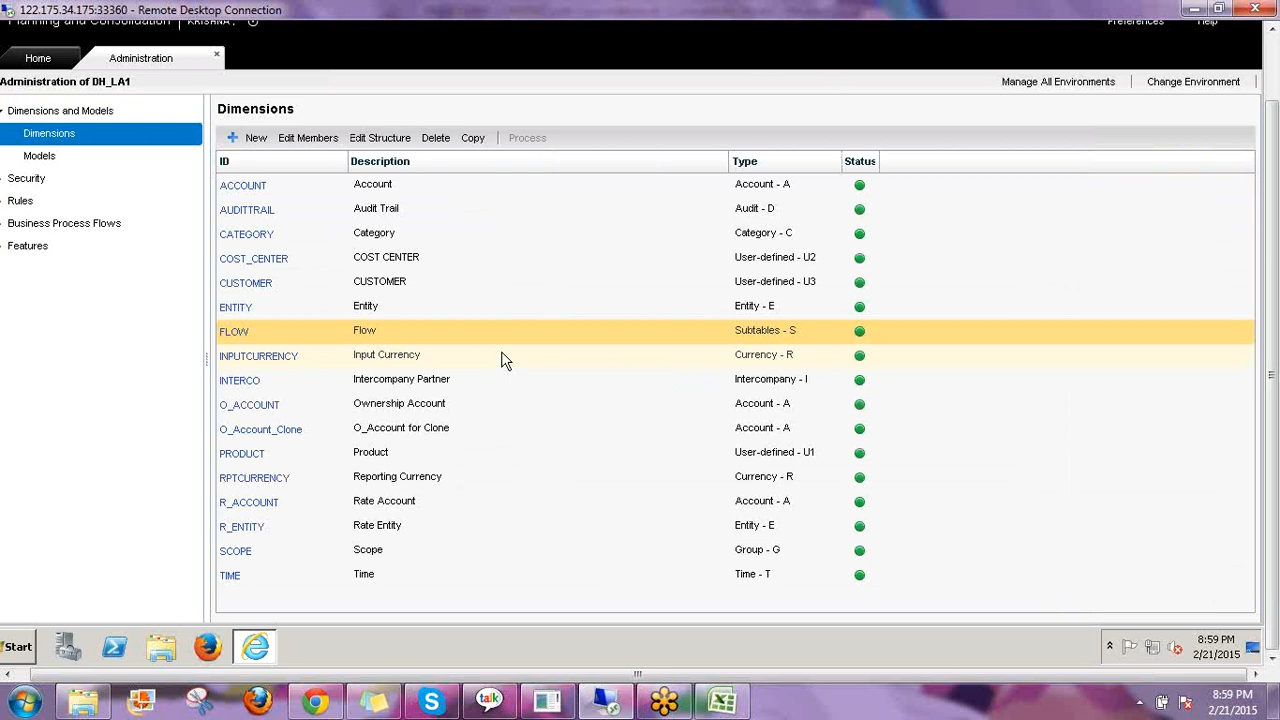 122.175.34.175:33360 - Remote Desktop Connection
Planning and Consolidation KRISHNA Preferences Help
Home Administration
Administration of DH_LA1 Manage All Environments Change Environment
Dimensions and Models
Dimensions
Models
Security
Rules
Business Process Flows
Features
Dimensions
New Edit Members Edit Structure Delete Copy Process
ID Description Type Status
ACCOUNT Account Account - A
AUDITTRAIL Audit Trail Audit - D
CATEGORY Category Category - C
COST_CENTER COST CENTER User-defined - U2
CUSTOMER CUSTOMER User-defined - U3
ENTITY Entity Entity - E
FLOW Flow Subtables - S
INPUTCURRENCY Input Currency Currency - R
INTERCO Intercompany Partner Intercompany - I
O_ACCOUNT Ownership Account Account - A
O_Account_Clone O_Account for Clone Account - A
PRODUCT Product User-defined - U1
RPTCURRENCY Reporting Currency Currency - R
R_ACCOUNT Rate Account Account - A
R_ENTITY Rate Entity Entity - E
SCOPE Scope Group - G
TIME Time Time - T
Start 8:59 PM
2/21/2015
talk 8:59 PM
2/21/2015